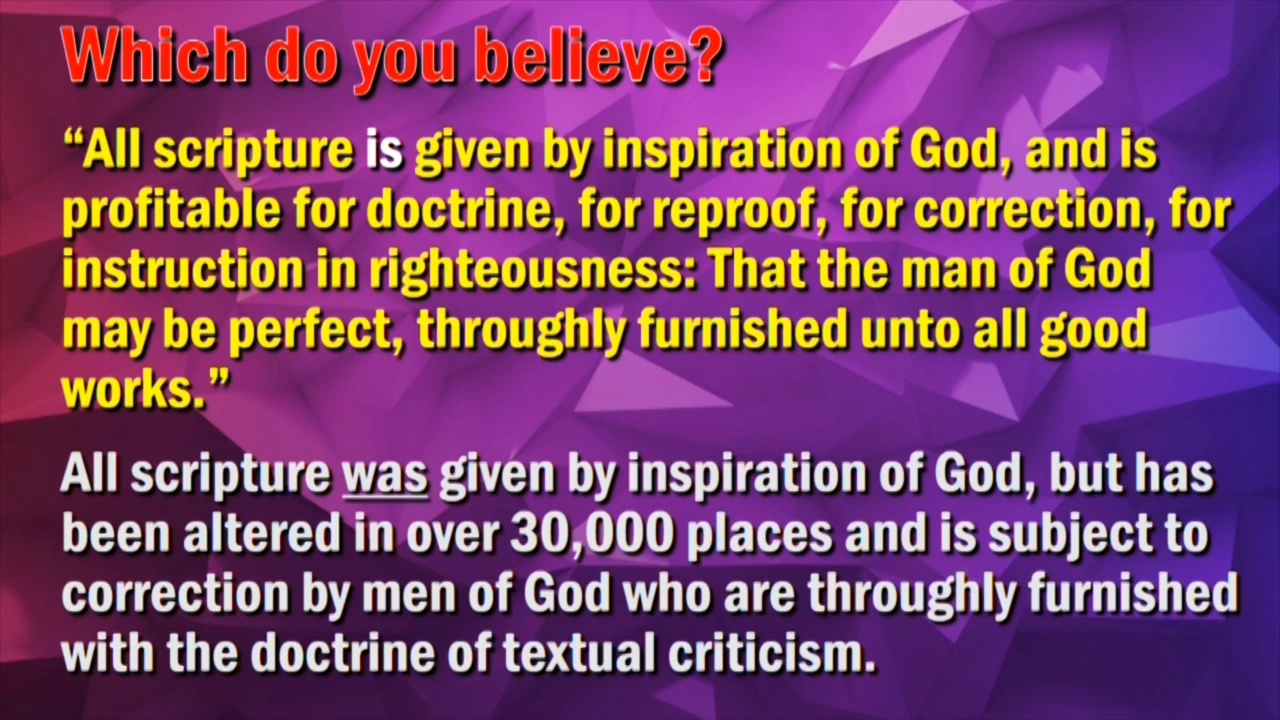 Which do you believe?
“All scripture is given by inspiration of God, and is
profitable for doctrine, for reproof, for correction, for
instruction in righteousness: That the man of God
may be perfect, throughly furnished unto all good
works.”
All scripture was given by inspiration of God, but has
been altered in over 30,000 places and is subject to
correction by men of God who are throughly furnished
with the doctrine of textual criticism.